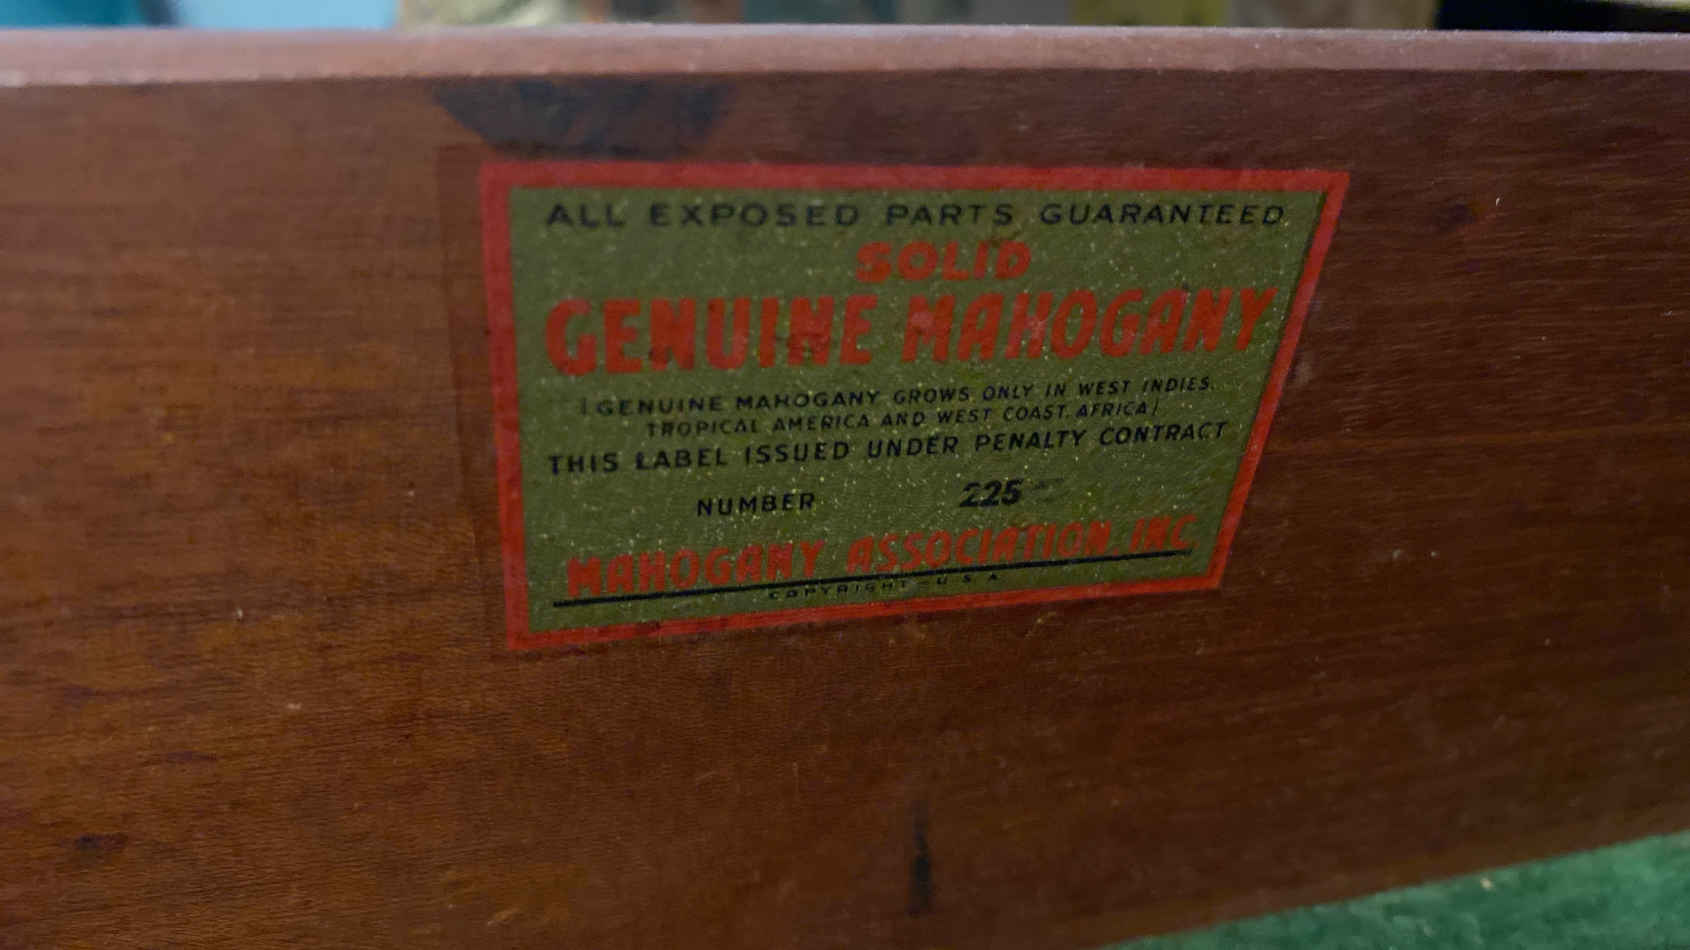 ALL EXPOSED PARTS GUARANTEED
SOLID
GENUINE MAHOGANY
(GENUINE MAHOGANY GROWS ONLY IN WEST INDIES,
TROPICAL AMERICA AND WEST COAST, AFRICA)
THIS LABEL ISSUED UNDER PENALTY CONTRACT
NUMBER 225
MAHOGANY ASSOCIATION, INC
COPYRIGHT - U S A